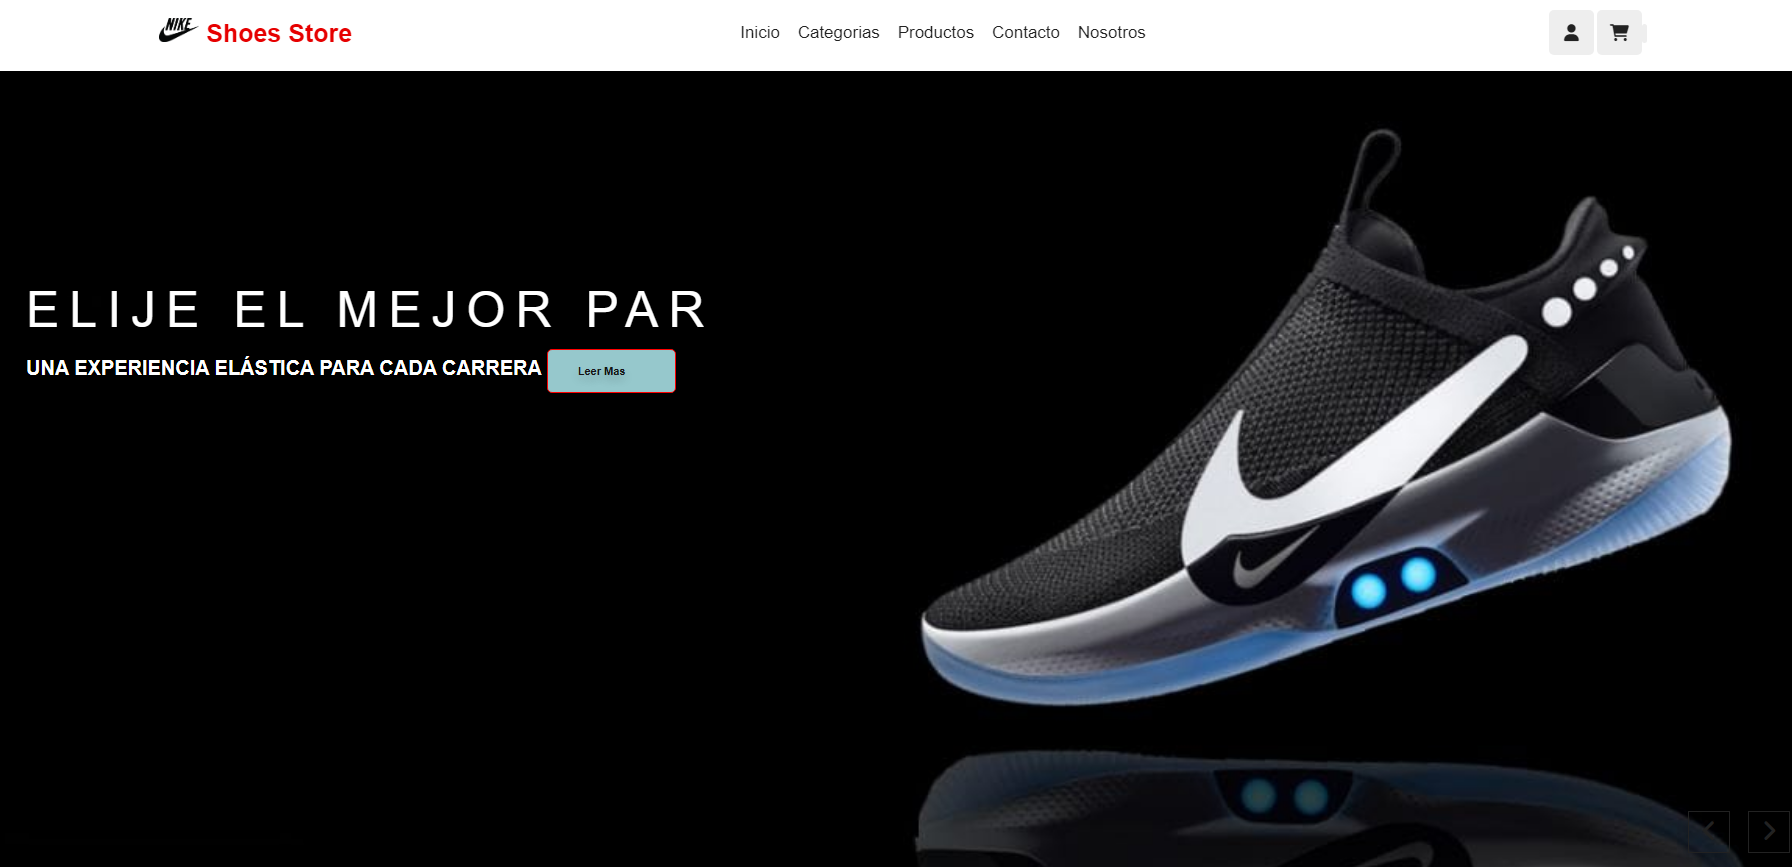 NIKE Shoes Store
Inicio Categorias Productos Contacto Nosotros
ELIJE EL MEJOR PAR
UNA EXPERIENCIA ELÁSTICA PARA CADA CARRERA Leer Mas